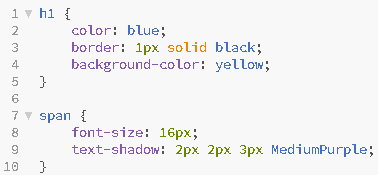 1 ▼ h1 {
2     color: blue;
3     border: 1px solid black;
4     background-color: yellow;
5 }
6
7 ▼ span {
8     font-size: 16px;
9     text-shadow: 2px 2px 3px MediumPurple;
10 }